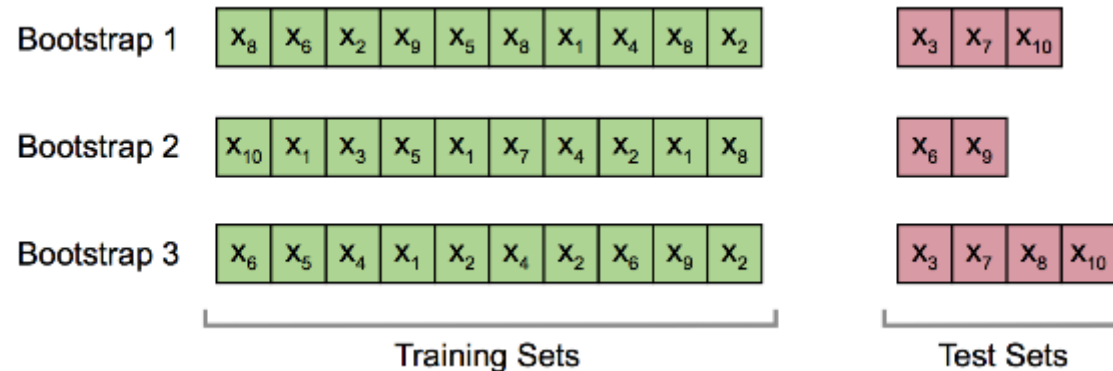 Bootstrap 1 x₈ x₆ x₂ x₉ x₅ x₈ x₁ x₄ x₈ x₂ x₃ x₇ x₁₀
Bootstrap 2 x₁₀ x₁ x₃ x₅ x₁ x₇ x₄ x₂ x₁ x₈ x₆ x₉
Bootstrap 3 x₆ x₅ x₄ x₁ x₂ x₄ x₂ x₆ x₉ x₂ x₃ x₇ x₈ x₁₀
Training Sets Test Sets